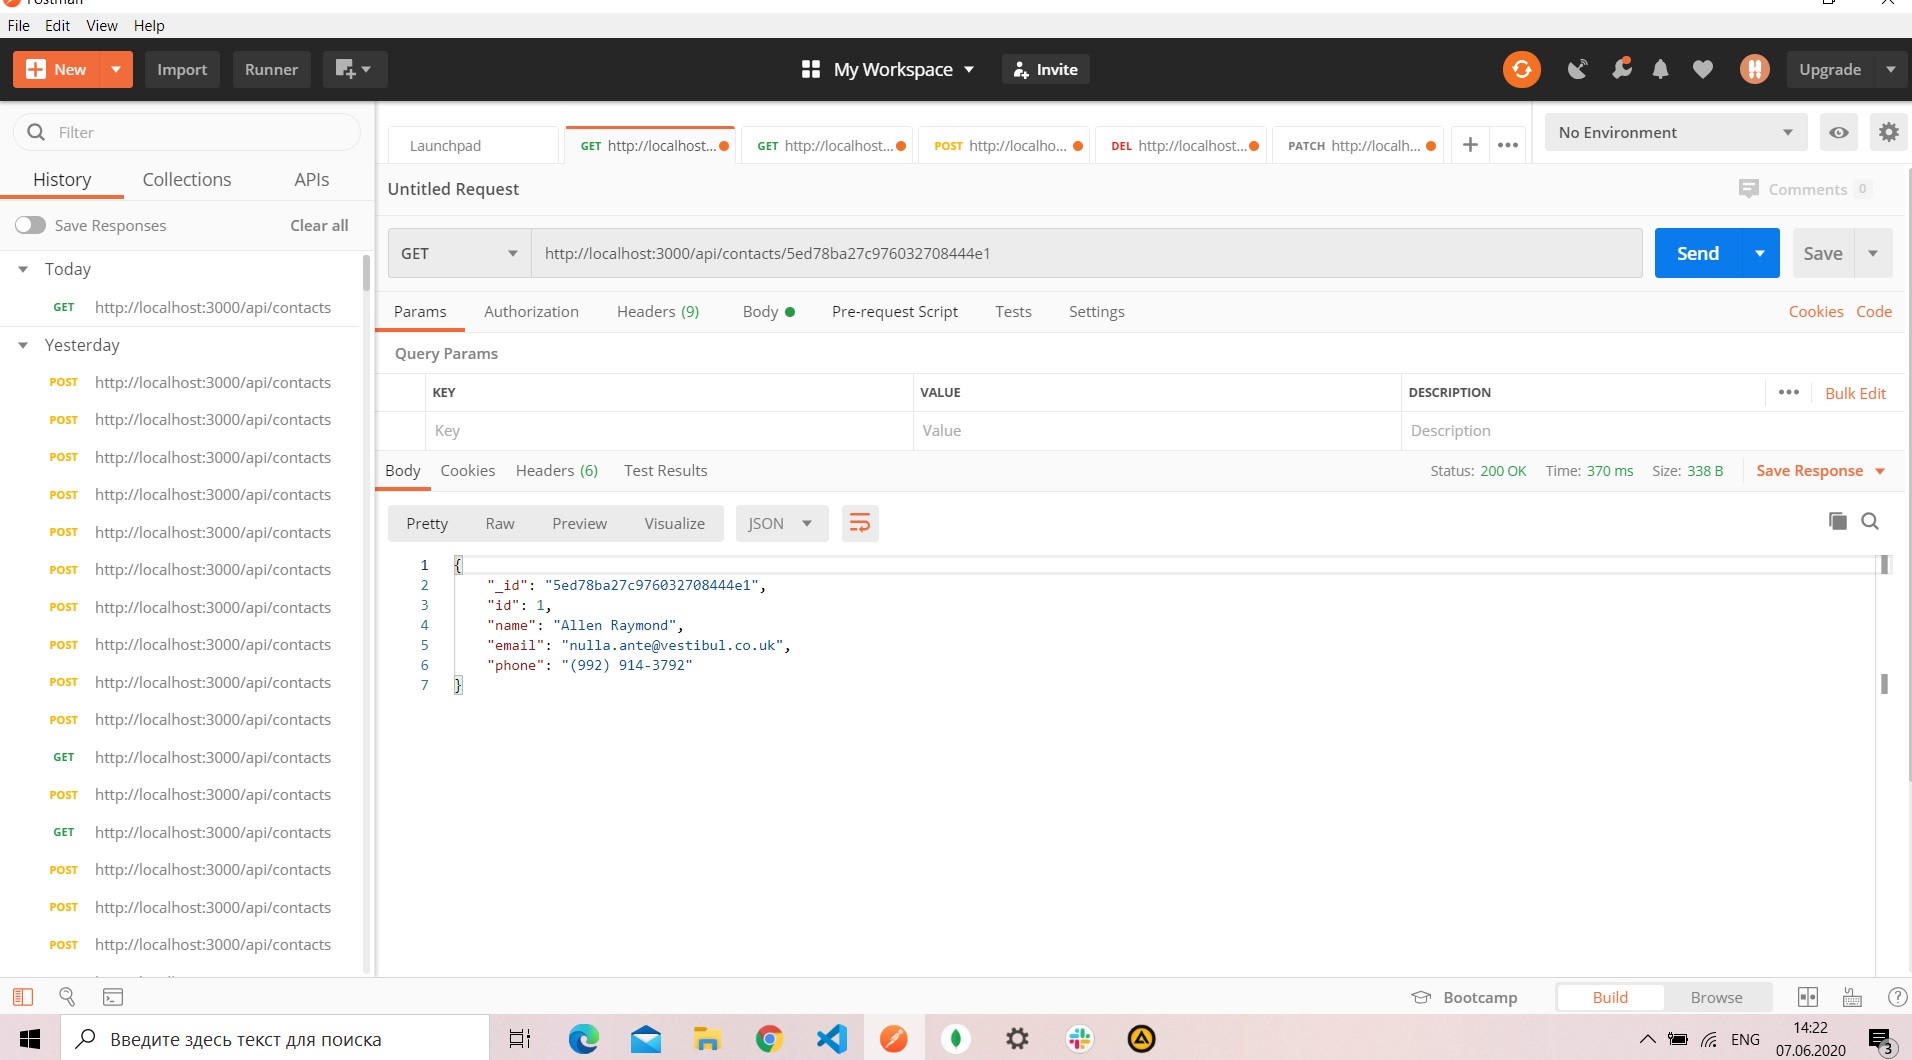 Postman
File Edit View Help
New Import Runner My Workspace Invite Upgrade
Filter
History Collections APIs
Save Responses Clear all
Today
GET http://localhost:3000/api/contacts
Yesterday
POST http://localhost:3000/api/contacts
POST http://localhost:3000/api/contacts
POST http://localhost:3000/api/contacts
POST http://localhost:3000/api/contacts
POST http://localhost:3000/api/contacts
POST http://localhost:3000/api/contacts
POST http://localhost:3000/api/contacts
POST http://localhost:3000/api/contacts
POST http://localhost:3000/api/contacts
POST http://localhost:3000/api/contacts
GET http://localhost:3000/api/contacts
POST http://localhost:3000/api/contacts
GET http://localhost:3000/api/contacts
POST http://localhost:3000/api/contacts
POST http://localhost:3000/api/contacts
POST http://localhost:3000/api/contacts
Launchpad GET http://localhost... GET http://localhost... POST http://localho... DEL http://localhost... PATCH http://localh... + ••• No Environment
Untitled Request Comments 0
GET http://localhost:3000/api/contacts/5ed78ba27c976032708444e1 Send Save
Params Authorization Headers (9) Body Pre-request Script Tests Settings Cookies Code
Query Params
KEY VALUE DESCRIPTION ••• Bulk Edit
Key Value Description
Body Cookies Headers (6) Test Results Status: 200 OK Time: 370 ms Size: 338 B Save Response
Pretty Raw Preview Visualize JSON
1 {
2 "_id": "5ed78ba27c976032708444e1",
3 "id": 1,
4 "name": "Allen Raymond",
5 "email": "nulla.ante@vestibul.co.uk",
6 "phone": "(992) 914-3792"
7 }
Bootcamp Build Browse ?
Введите здесь текст для поиска ENG 14:22
07.06.2020 3